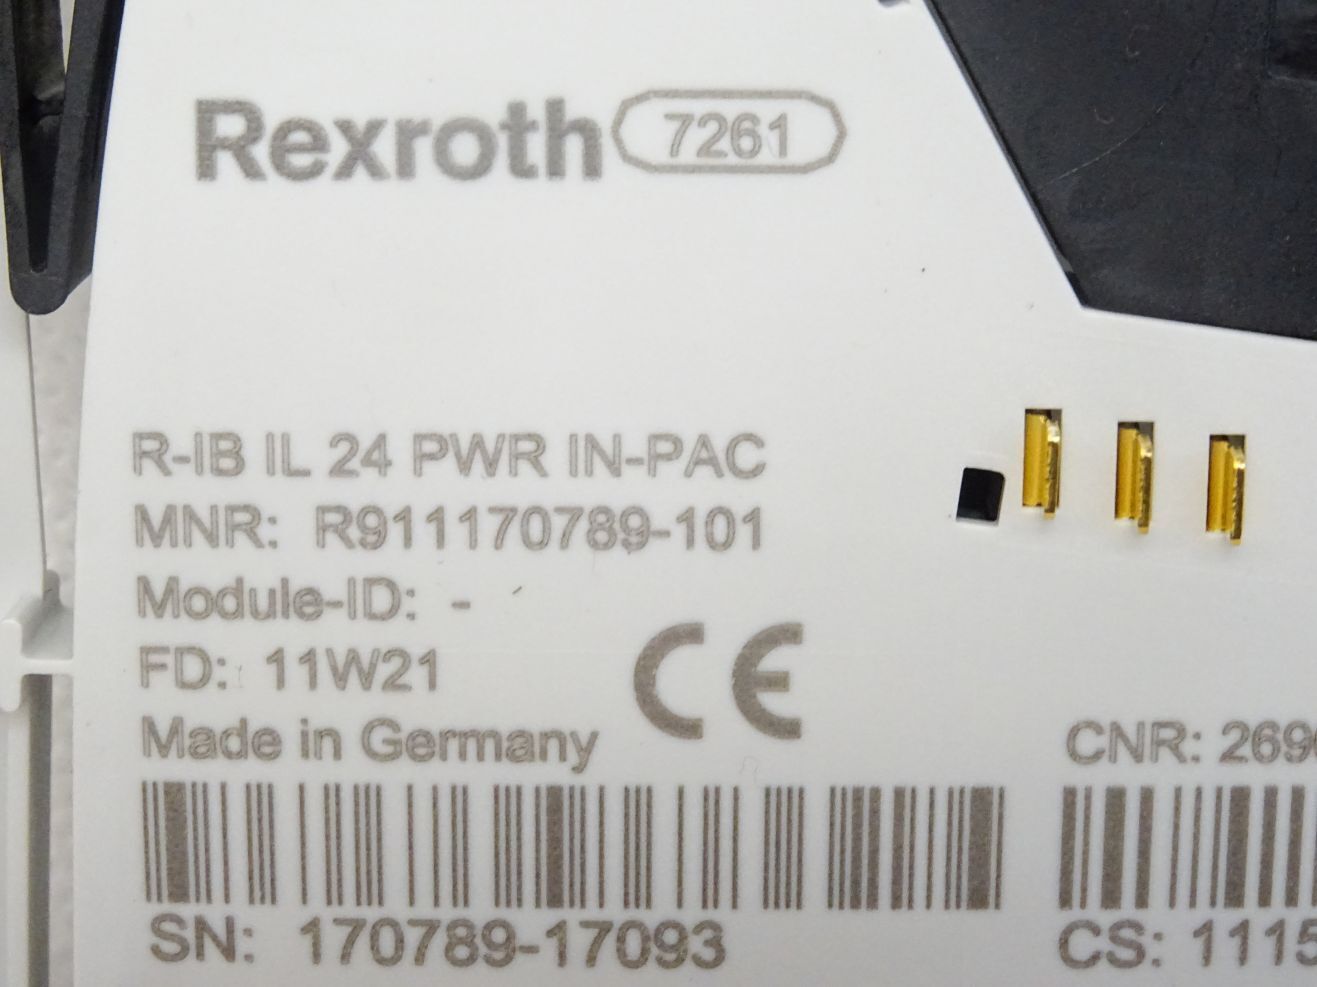 Rexroth 7261
R-IB IL 24 PWR IN-PAC
MNR: R911170789-101
Module-ID: -
FD: 11W21
CE
Made in Germany
CNR: 269
SN: 170789-17093
CS: 1115